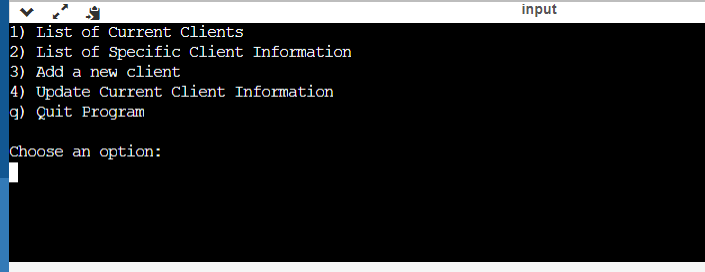 input
1) List of Current Clients
2) List of Specific Client Information
3) Add a new client
4) Update Current Client Information
q) Quit Program
Choose an option: